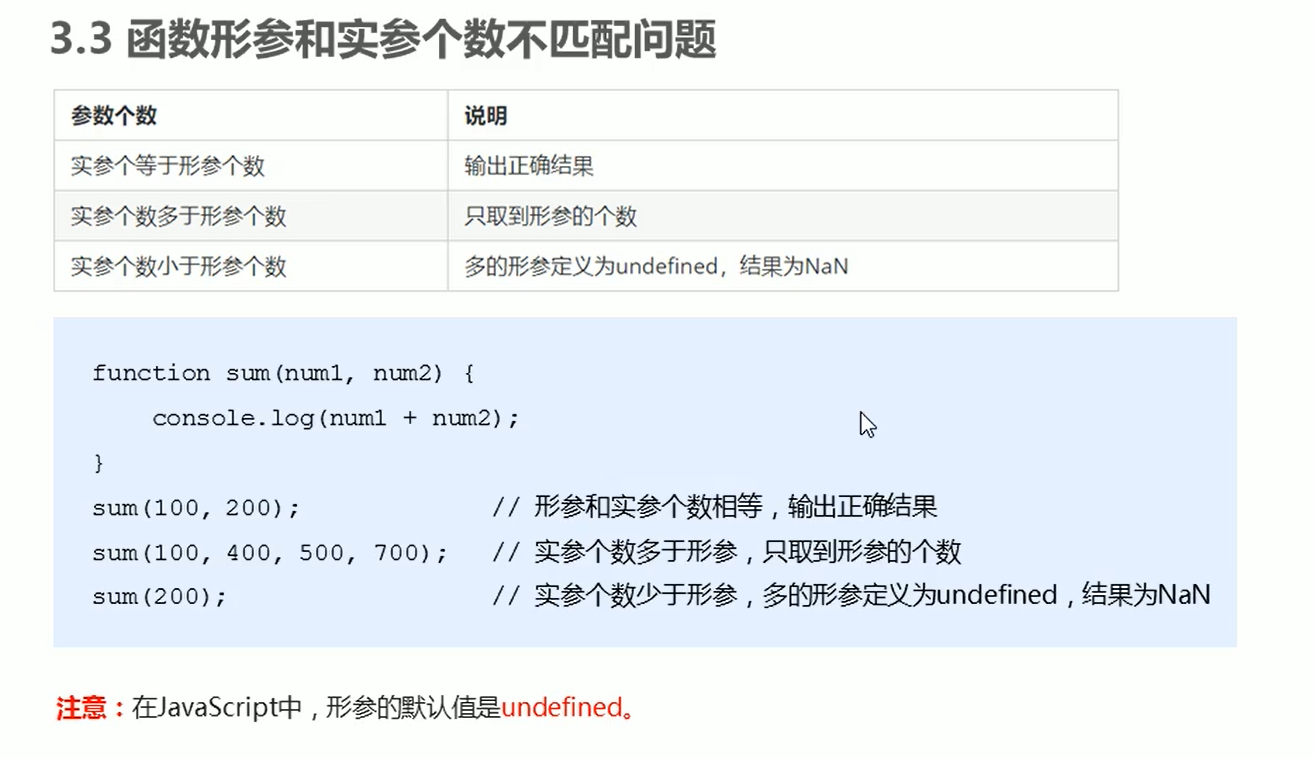 3.3 函数形参和实参个数不匹配问题
参数个数 说明
实参个等于形参个数 输出正确结果
实参个数多于形参个数 只取到形参的个数
实参个数小于形参个数 多的形参定义为undefined，结果为NaN
function sum(num1, num2) {
    console.log(num1 + num2);
}
sum(100, 200); // 形参和实参个数相等，输出正确结果
sum(100, 400, 500, 700); // 实参个数多于形参，只取到形参的个数
sum(200); // 实参个数少于形参，多的形参定义为undefined，结果为NaN
注意：在JavaScript中，形参的默认值是undefined。